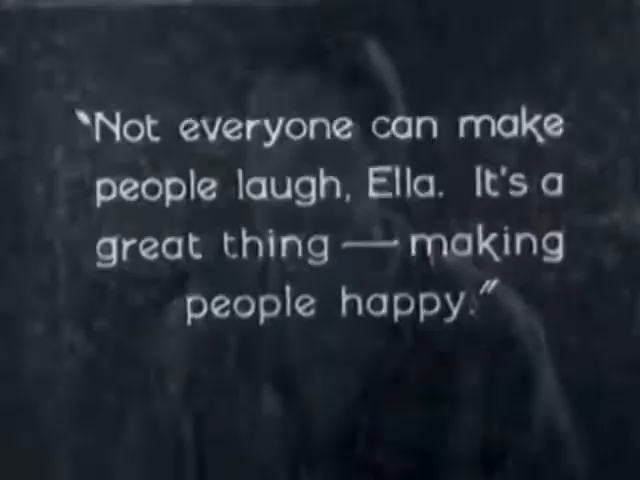 “Not everyone can make
people laugh, Ella. It's a
great thing — making
people happy.”